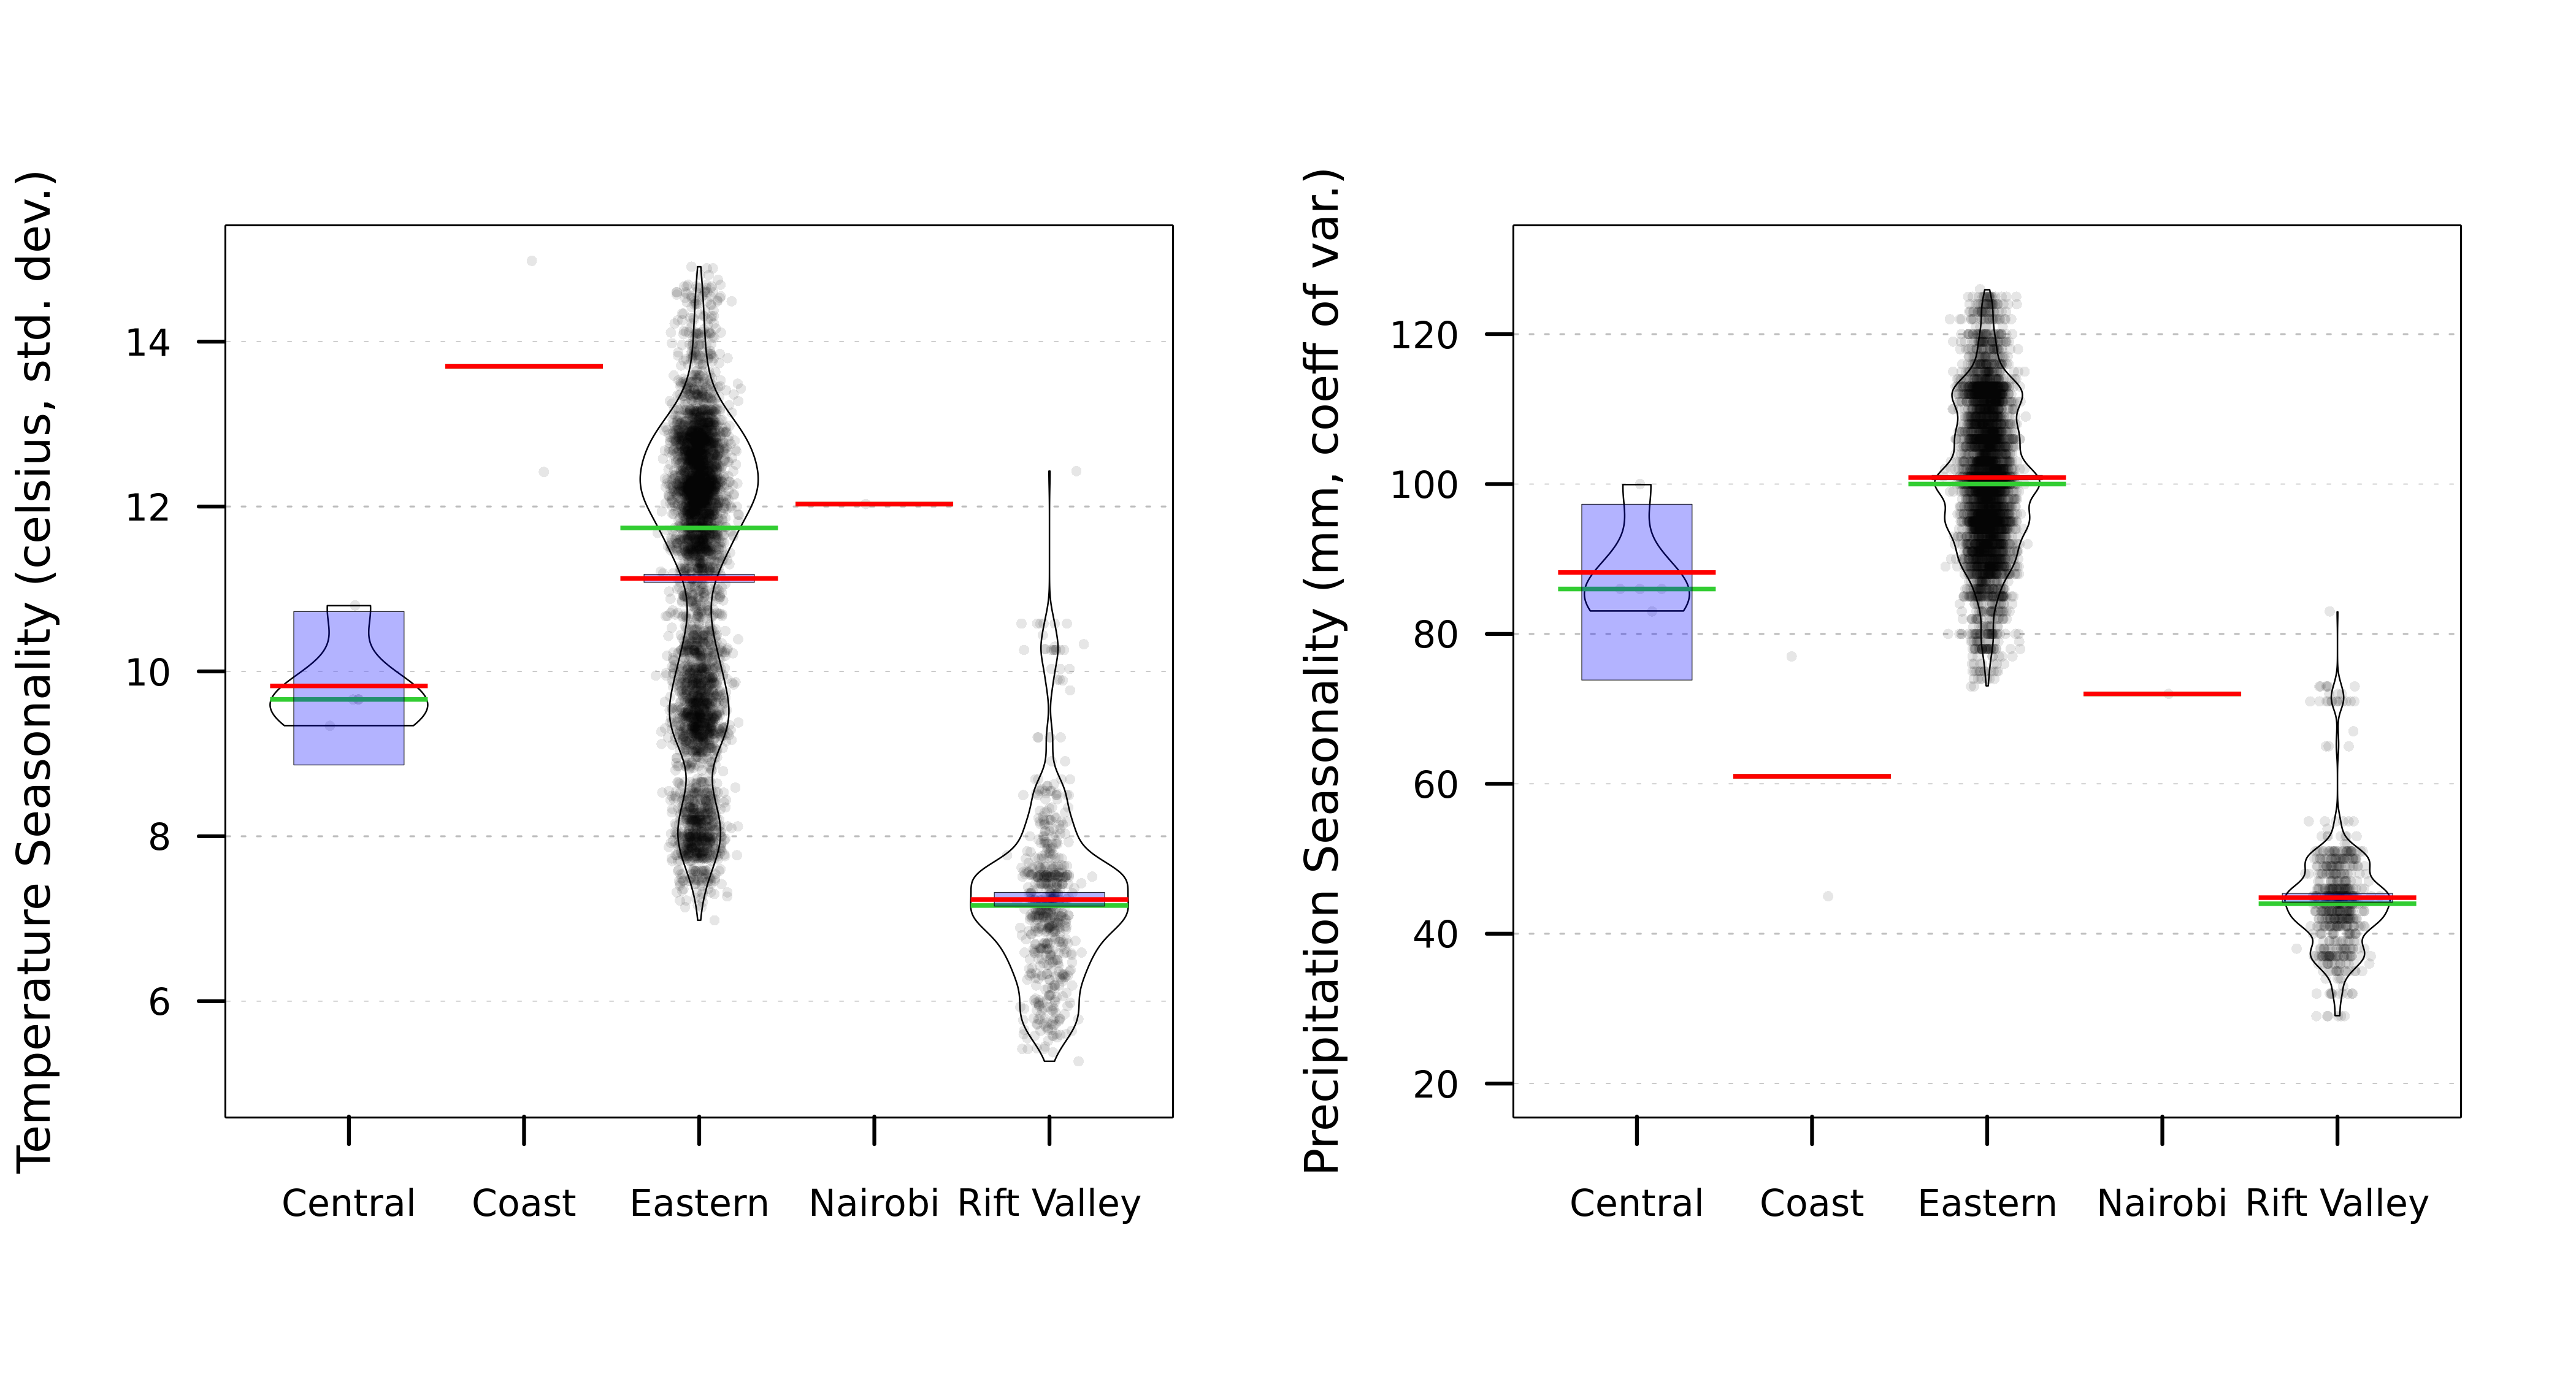 Temperature Seasonality (celsius, std. dev.)
14
12
10
8
6
Central Coast Eastern Nairobi Rift Valley
Precipitation Seasonality (mm, coeff of var.)
120
100
80
60
40
20
Central Coast Eastern Nairobi Rift Valley